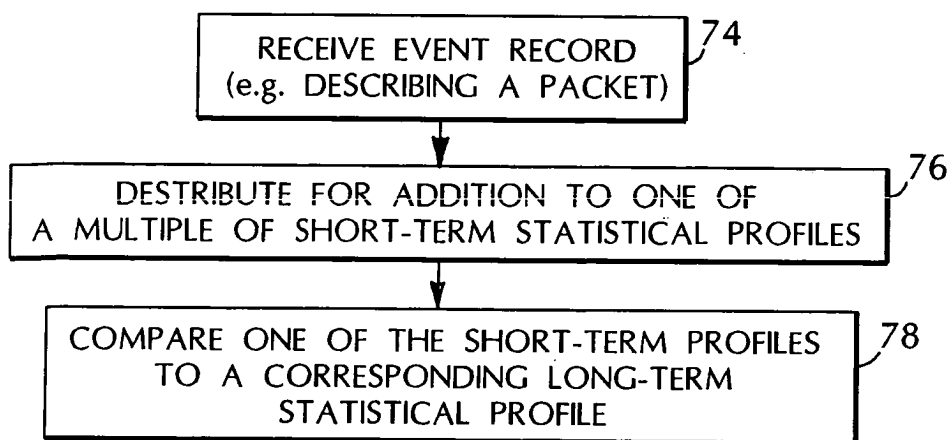 RECEIVE EVENT RECORD
(e.g. DESCRIBING A PACKET)
74
DESTRIBUTE FOR ADDITION TO ONE OF
A MULTIPLE OF SHORT-TERM STATISTICAL PROFILES
76
COMPARE ONE OF THE SHORT-TERM PROFILES
TO A CORRESPONDING LONG-TERM
STATISTICAL PROFILE
78